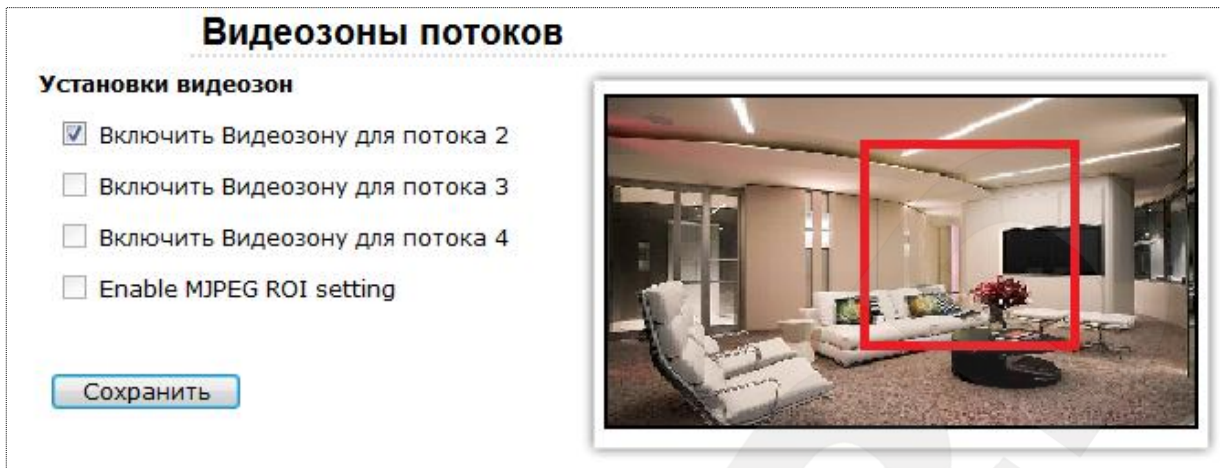 Видеозоны потоков
Установки видеозон
Включить Видеозону для потока 2
Включить Видеозону для потока 3
Включить Видеозону для потока 4
Enable MJPEG ROI setting
Сохранить